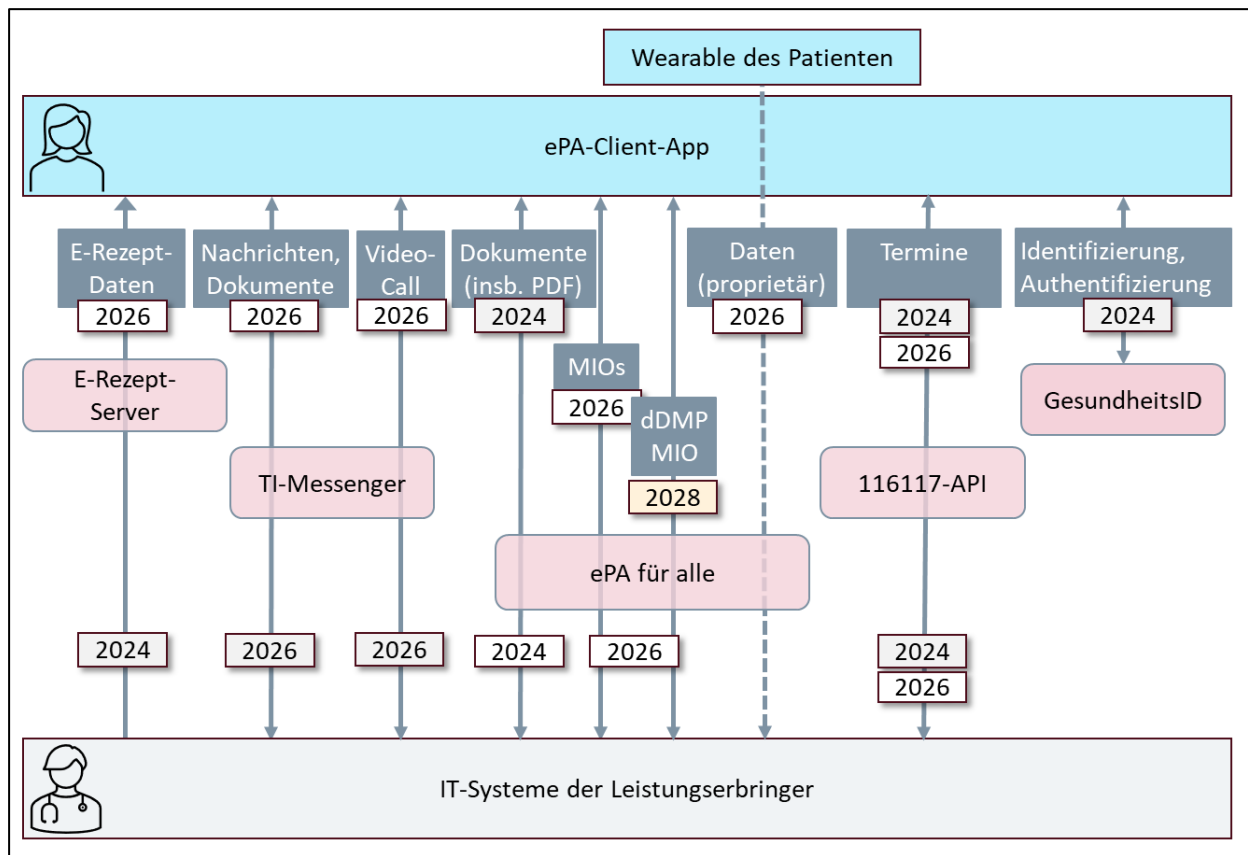 Wearable des Patienten
ePA-Client-App
E-Rezept-
Daten
2026
Nachrichten,
Dokumente
2026
Video-
Call
2026
Dokumente
(insb. PDF)
2024
Daten
(proprietär)
2026
Termine
2024
2026
Identifizierung,
Authentifizierung
2024
MIOs
2026
dDMP
MIO
2028
E-Rezept-
Server
TI-Messenger
ePA für alle
116117-API
GesundheitsID
2024
2026
2026
2024
2026
2024
2026
IT-Systeme der Leistungserbringer